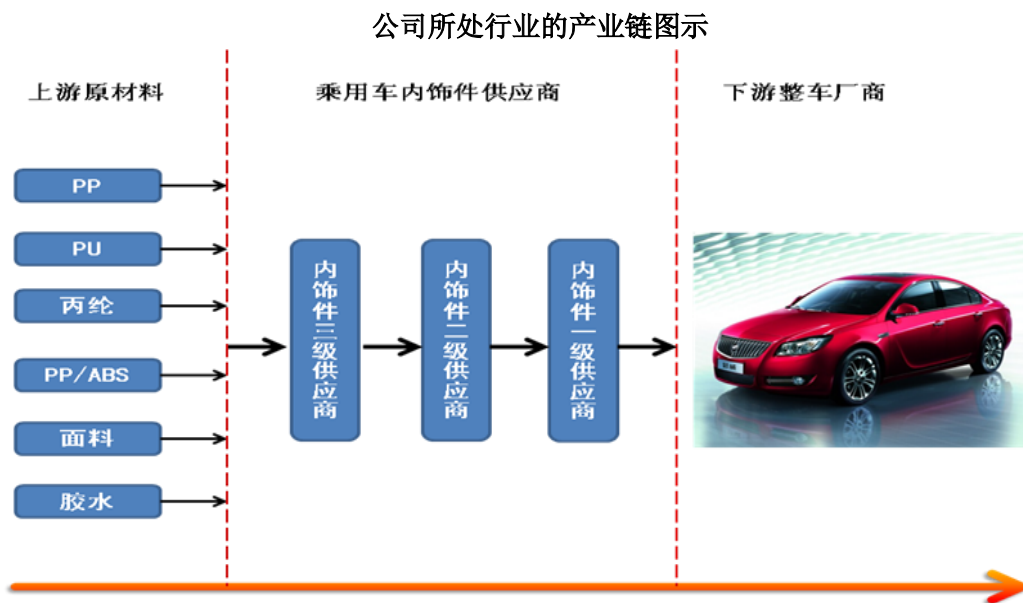 公司所处行业的产业链图示
上游原材料
乘用车内饰件供应商
下游整车厂商
PP
PU
丙纶
PP/ABS
面料
胶水
内饰件三级供应商
内饰件二级供应商
内饰件一级供应商